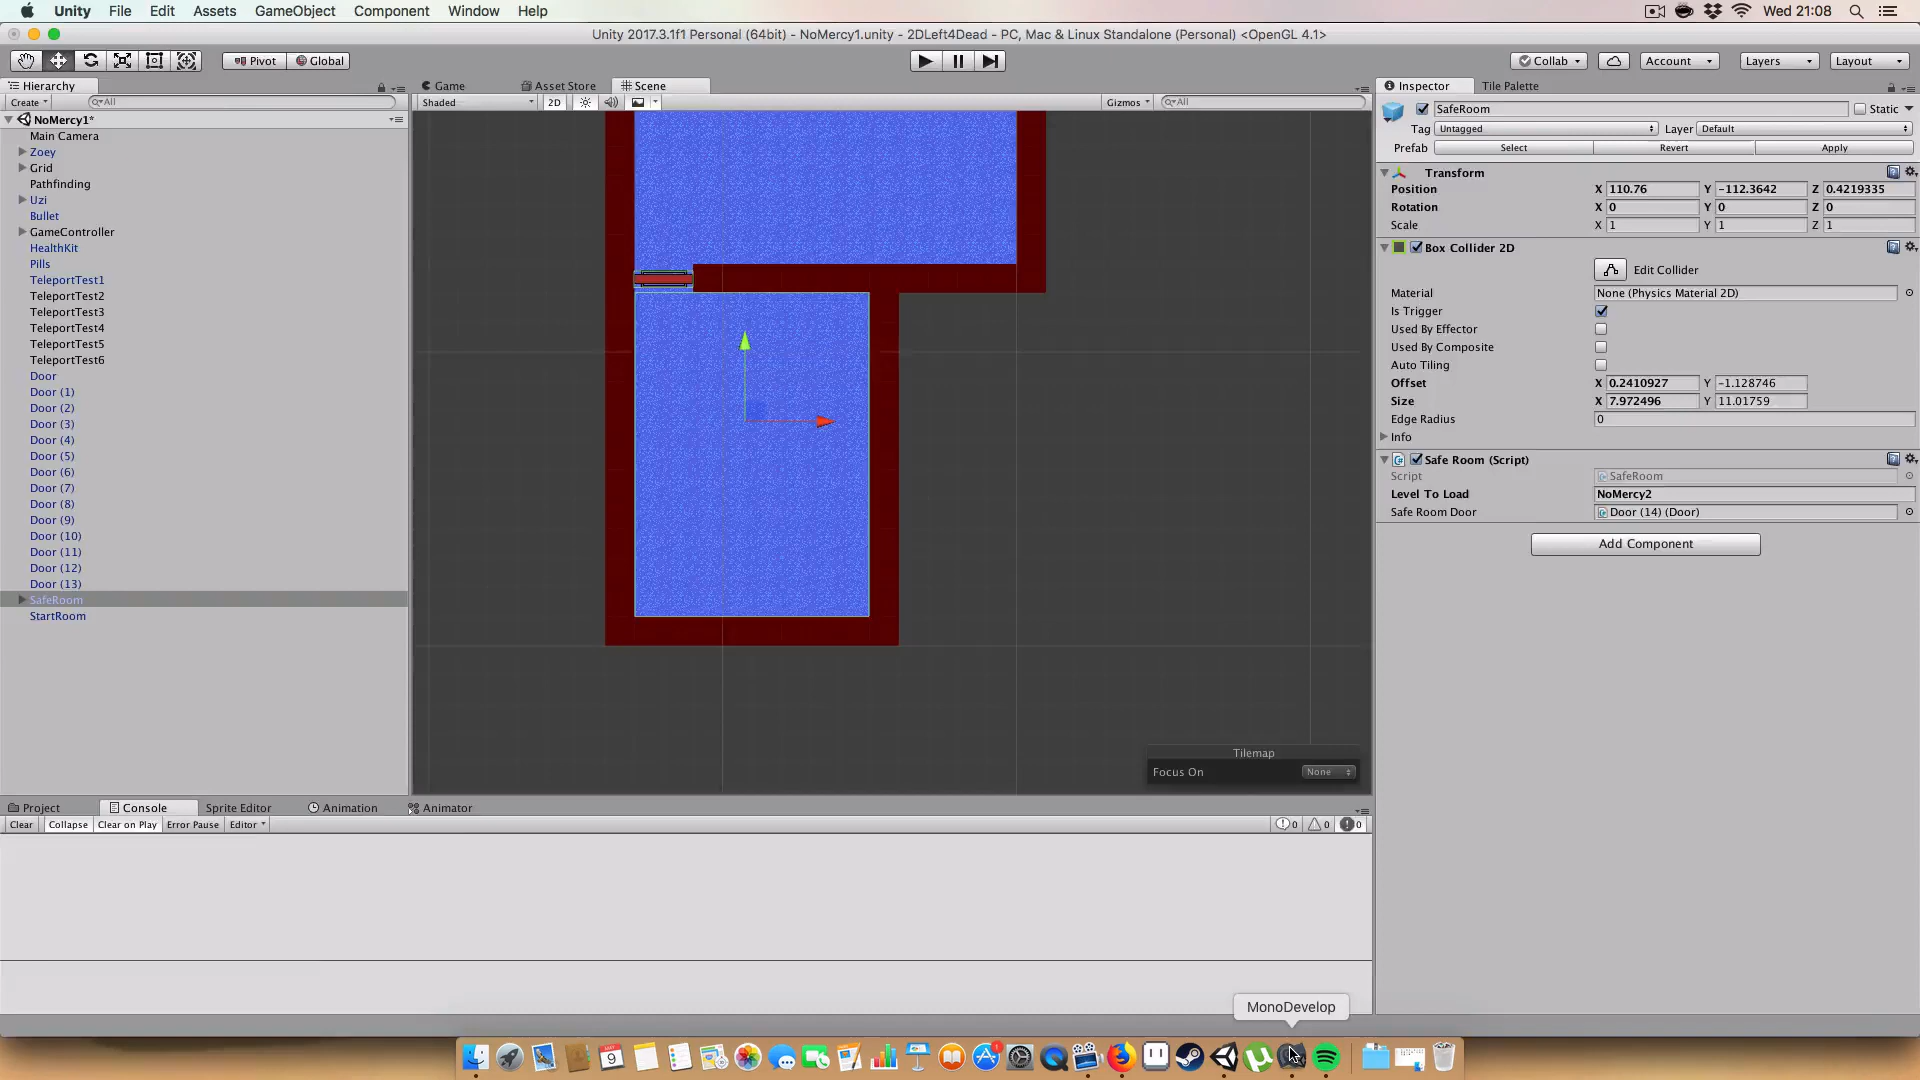 Unity File Edit Assets GameObject Component Window Help Wed 21:08
Unity 2017.3.1f1 Personal (64bit) - NoMercy1.unity - 2DLeft4Dead - PC, Mac & Linux Standalone (Personal) <OpenGL 4.1>
Pivot Global Collab Account Layers Layout
Hierarchy Game Asset Store Scene Inspector Tile Palette
Create All Shaded 2D Gizmos All
SafeRoom Static
NoMercy1*
Tag Untagged Layer Default
Main Camera
Prefab Select Revert Apply
Zoey
Grid
Transform
Pathfinding
Position X 110.76 Y -112.3642 Z 0.4219335
Uzi
Rotation X 0 Y 0 Z 0
Bullet
Scale X 1 Y 1 Z 1
GameController
HealthKit
Box Collider 2D
Pills
Edit Collider
TeleportTest1
Material None (Physics Material 2D)
TeleportTest2
Is Trigger
TeleportTest3
Used By Effector
TeleportTest4
Used By Composite
TeleportTest5
Auto Tiling
TeleportTest6
Door
Offset X 0.2410927 Y -1.128746
Door (1)
Size X 7.972496 Y 11.01759
Door (2)
Edge Radius 0
Door (3)
Info
Door (4)
Door (5)
Safe Room (Script)
Door (6)
Script SafeRoom
Door (7)
Level To Load NoMercy2
Door (8)
Safe Room Door Door (14) (Door)
Door (9)
Door (10)
Add Component
Door (11)
Door (12)
Door (13)
SafeRoom
StartRoom
Tilemap
Focus On None
Project Console Sprite Editor Animation Animator
Clear Collapse Clear on Play Error Pause Editor 0 0 0
MonoDevelop
9